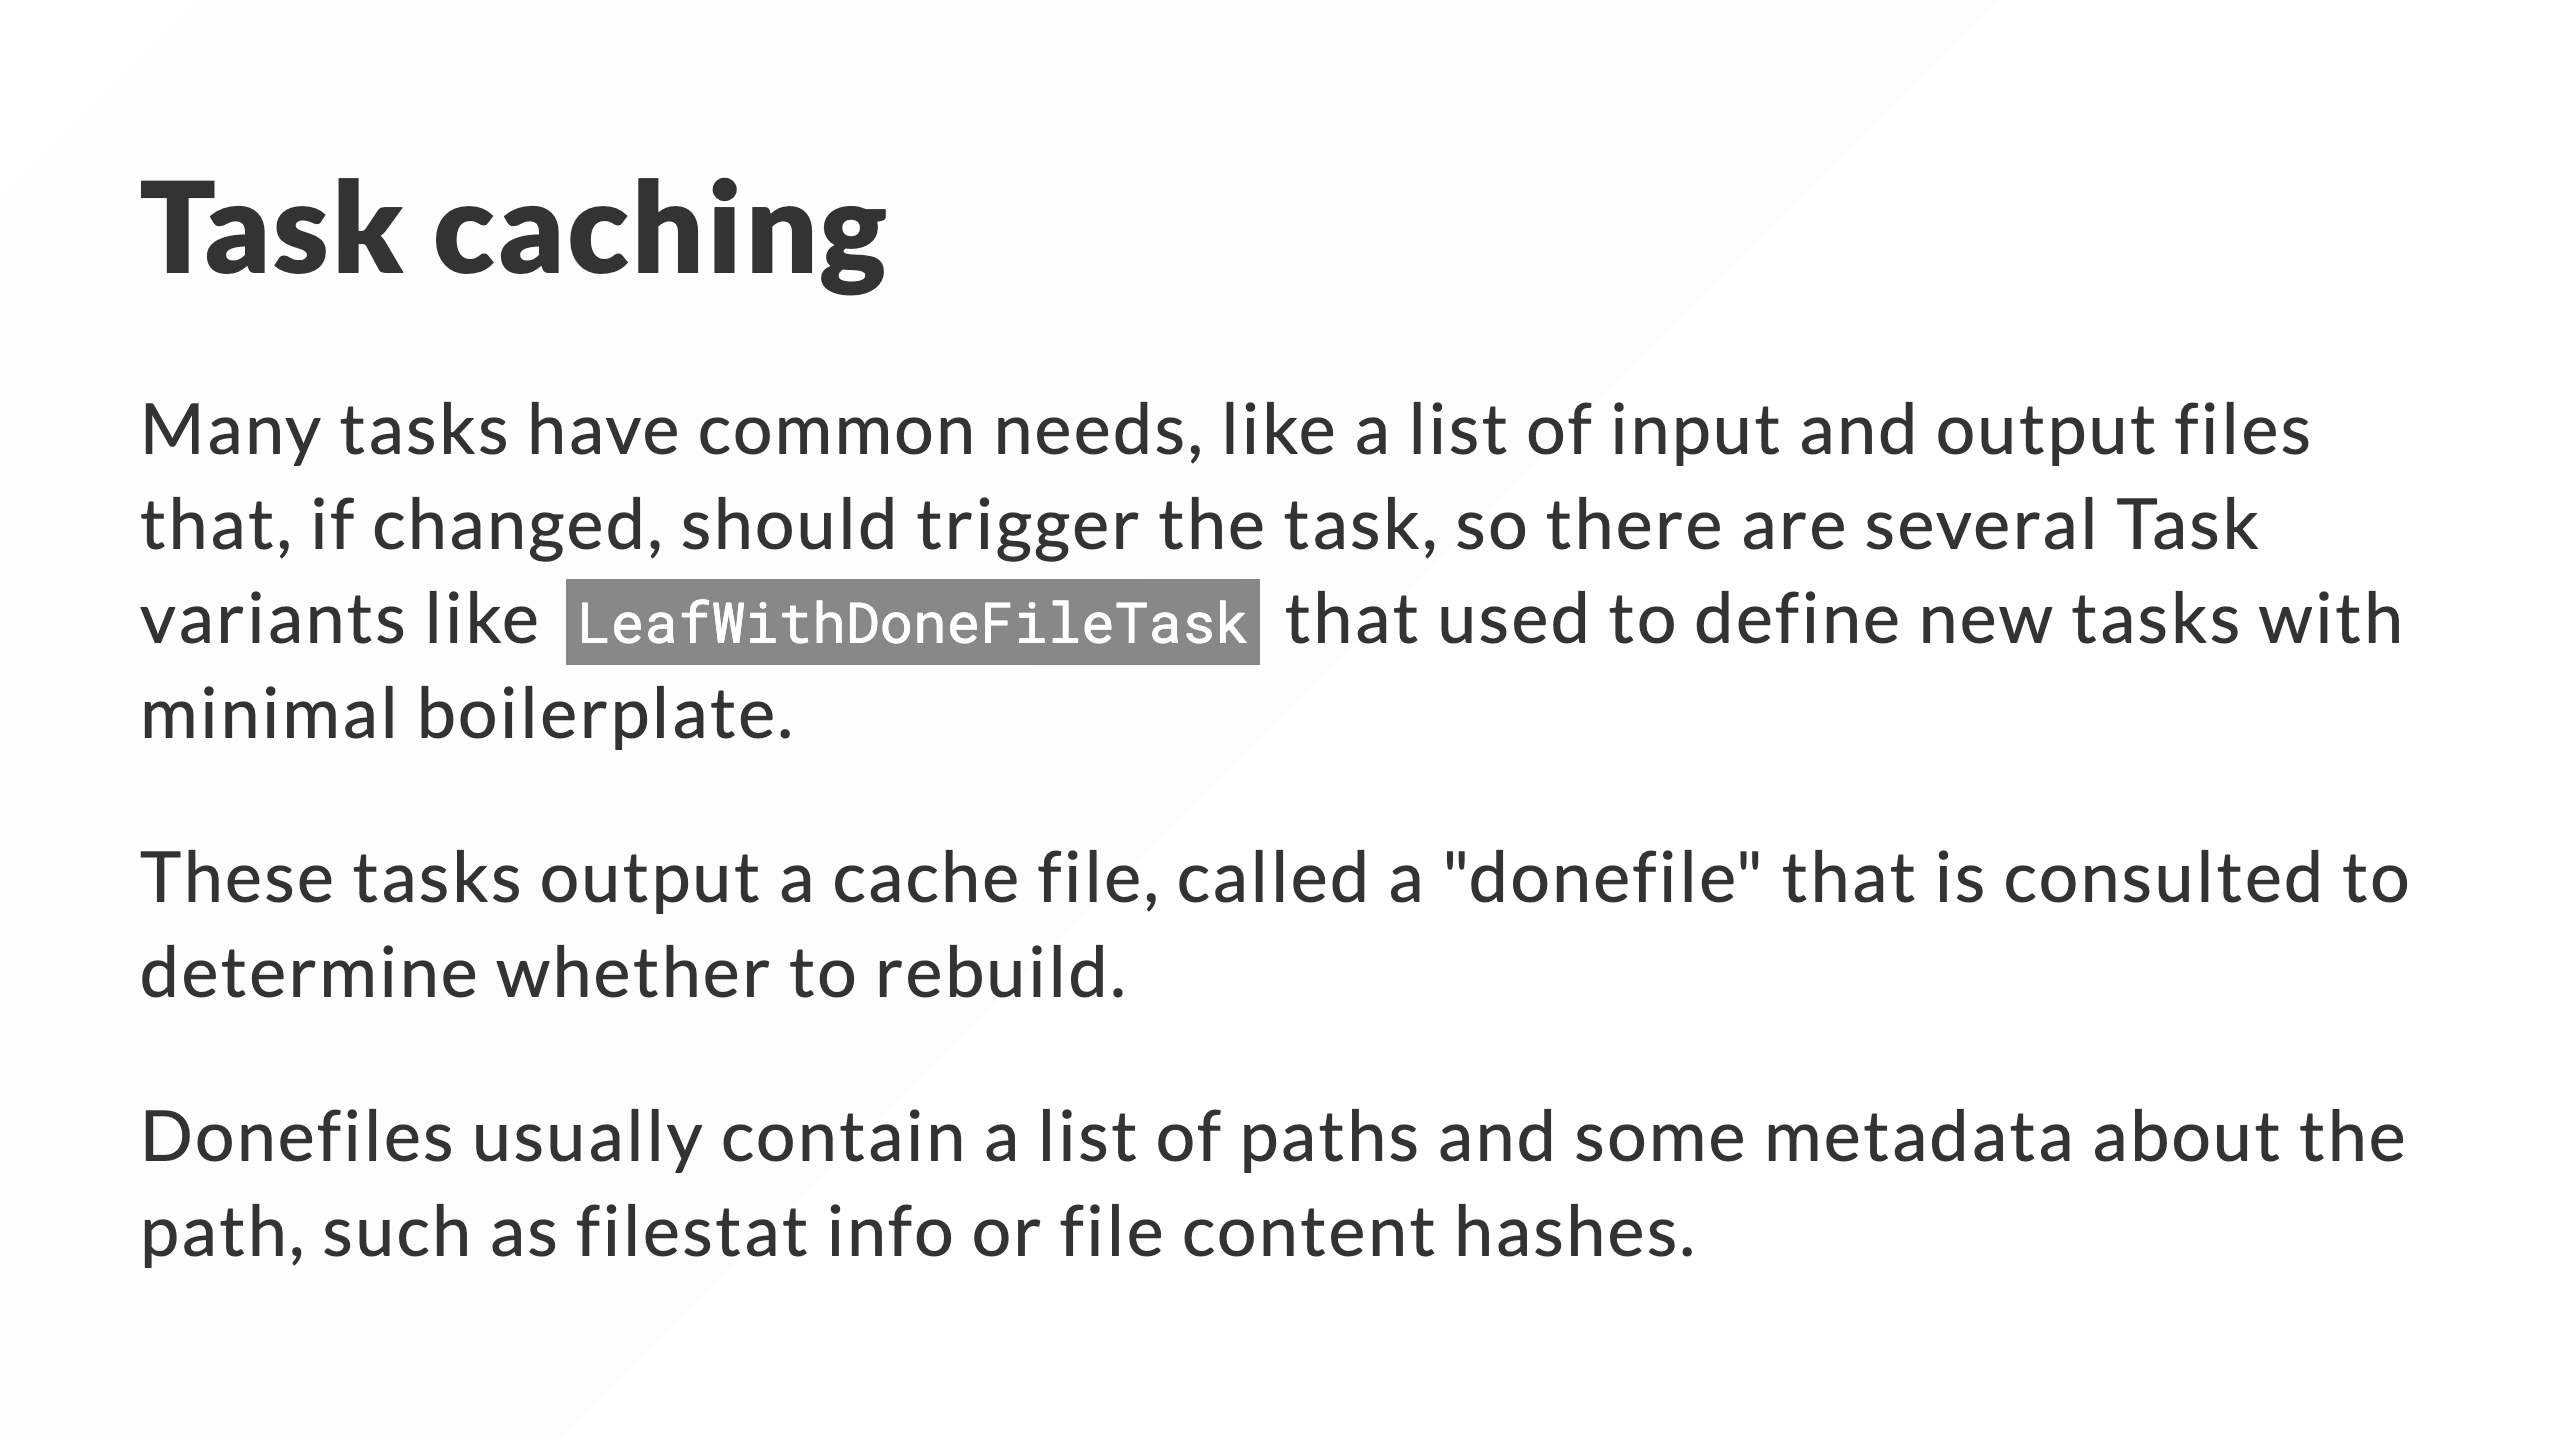 Task caching
Many tasks have common needs, like a list of input and output files
that, if changed, should trigger the task, so there are several Task
variants like LeafWithDoneFileTask that used to define new tasks with
minimal boilerplate.
These tasks output a cache file, called a "donefile" that is consulted to
determine whether to rebuild.
Donefiles usually contain a list of paths and some metadata about the
path, such as filestat info or file content hashes.